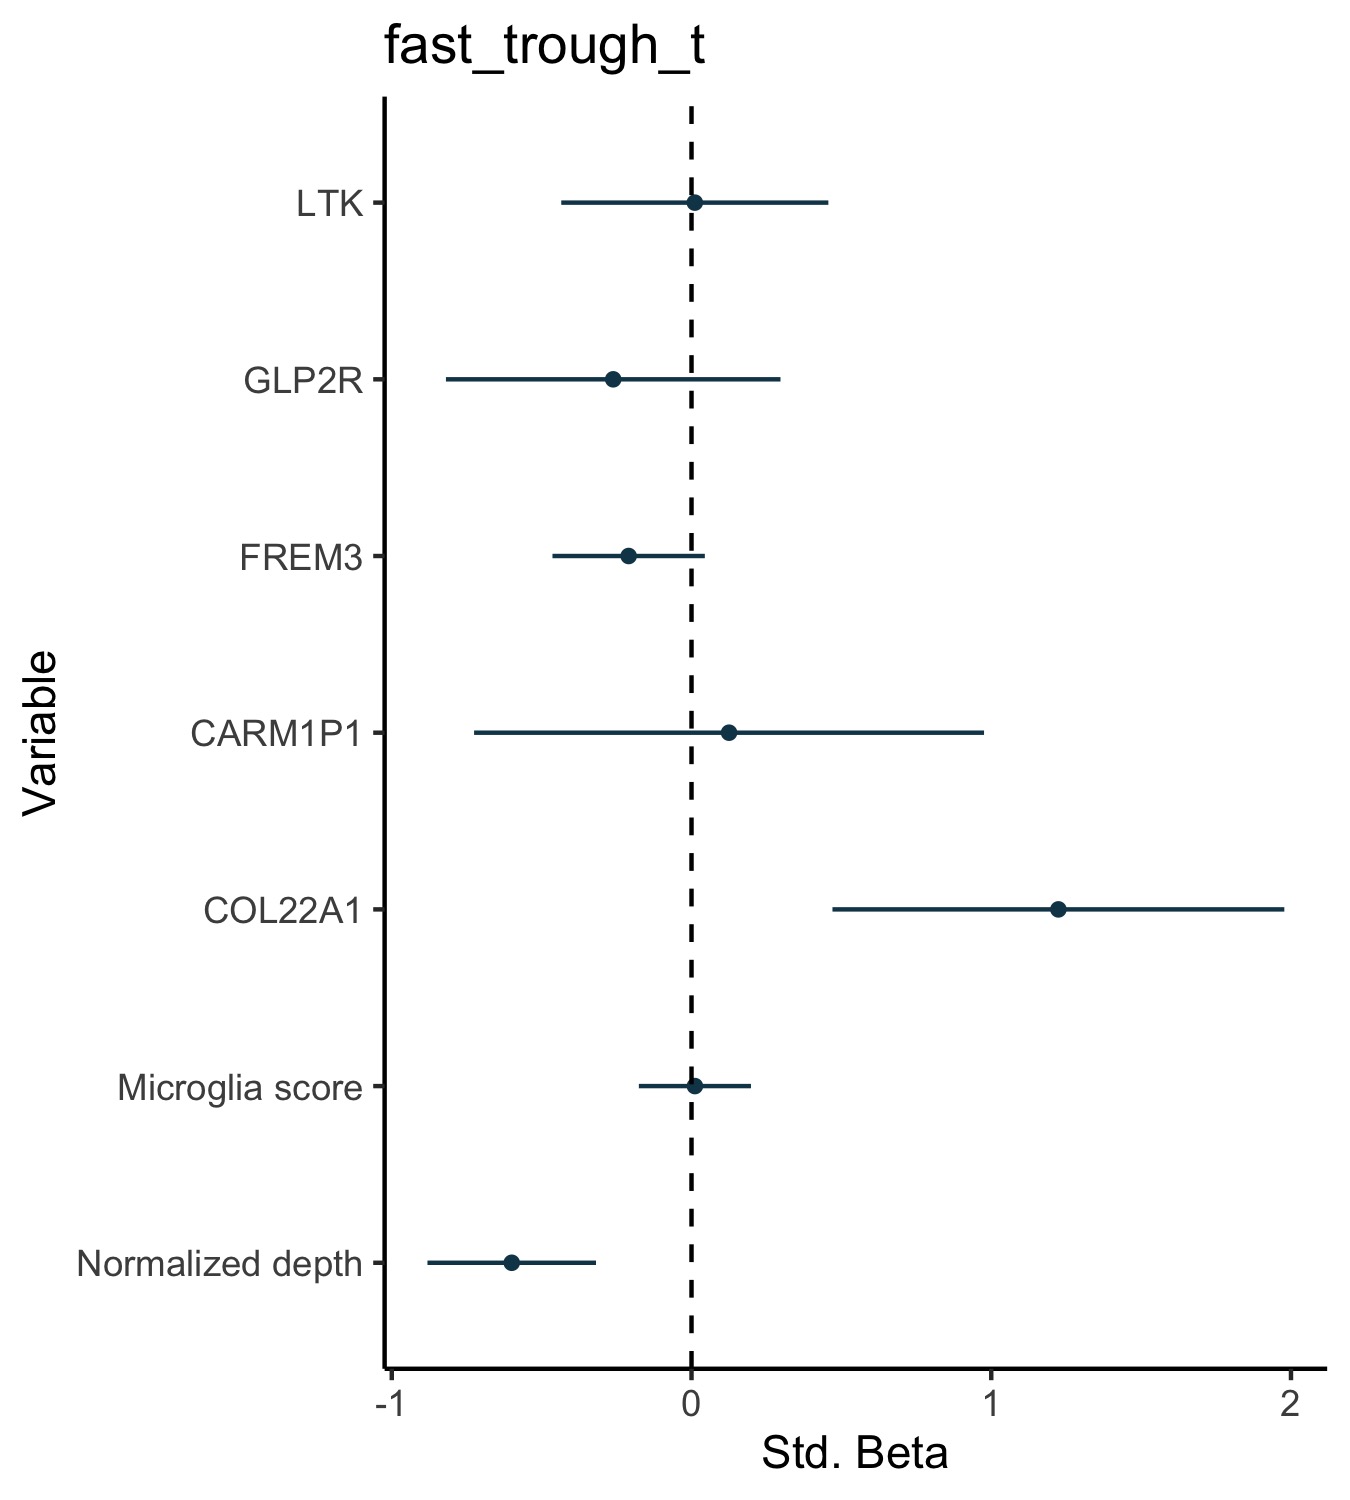 fast_trough_t
LTK
GLP2R
FREM3
CARM1P1
COL22A1
Microglia score
Normalized depth
Variable
-1 0 1 2
Std. Beta